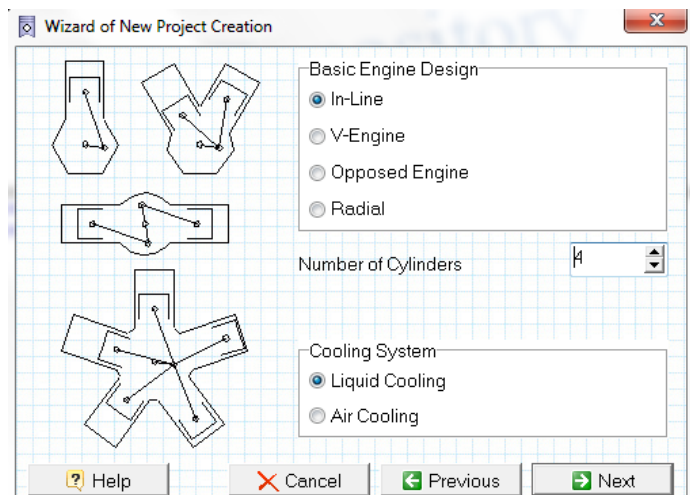 Wizard of New Project Creation
Basic Engine Design
In-Line
V-Engine
Opposed Engine
Radial
Number of Cylinders 4
Cooling System
Liquid Cooling
Air Cooling
Help Cancel Previous Next